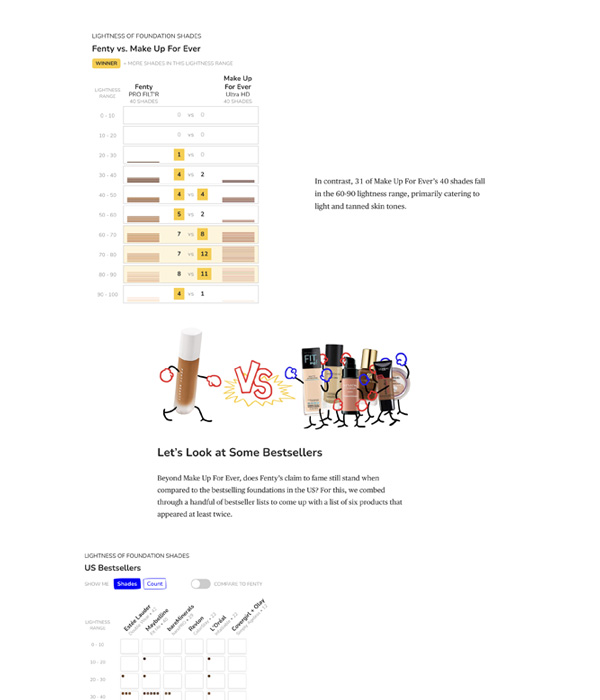 LIGHTNESS OF FOUNDATION SHADES
Fenty vs. Make Up For Ever
WINNER = MORE SHADES IN THIS LIGHTNESS RANGE
LIGHTNESS RANGE
Fenty
PRO FILT'R
40 SHADES
Make Up
For Ever
Ultra HD
40 SHADES
0 - 10 0 vs 0
10 - 20 0 vs 0
20 - 30 1 vs 0
30 - 40 4 vs 2
40 - 50 4 vs 4
50 - 60 5 vs 2
60 - 70 7 vs 8
70 - 80 7 vs 12
80 - 90 8 vs 11
90 - 100 4 vs 1
In contrast, 31 of Make Up For Ever's 40 shades fall
in the 60-90 lightness range, primarily catering to
light and tanned skin tones.
VS
FIT
Let's Look at Some Bestsellers
Beyond Make Up For Ever, does Fenty's claim to fame still stand when
compared to the bestselling foundations in the US? For this, we combed
through a handful of bestseller lists to come up with a list of six products that
appeared at least twice.
LIGHTNESS OF FOUNDATION SHADES
US Bestsellers
SHOW ME Shades Count COMPARE TO FENTY
LIGHTNESS
RANGE
Estée Lauder
Maybelline
bareMinerals
Revlon
L'Oréal
Covergirl + Olay
0 - 10
10 - 20
20 - 30
30 - 40